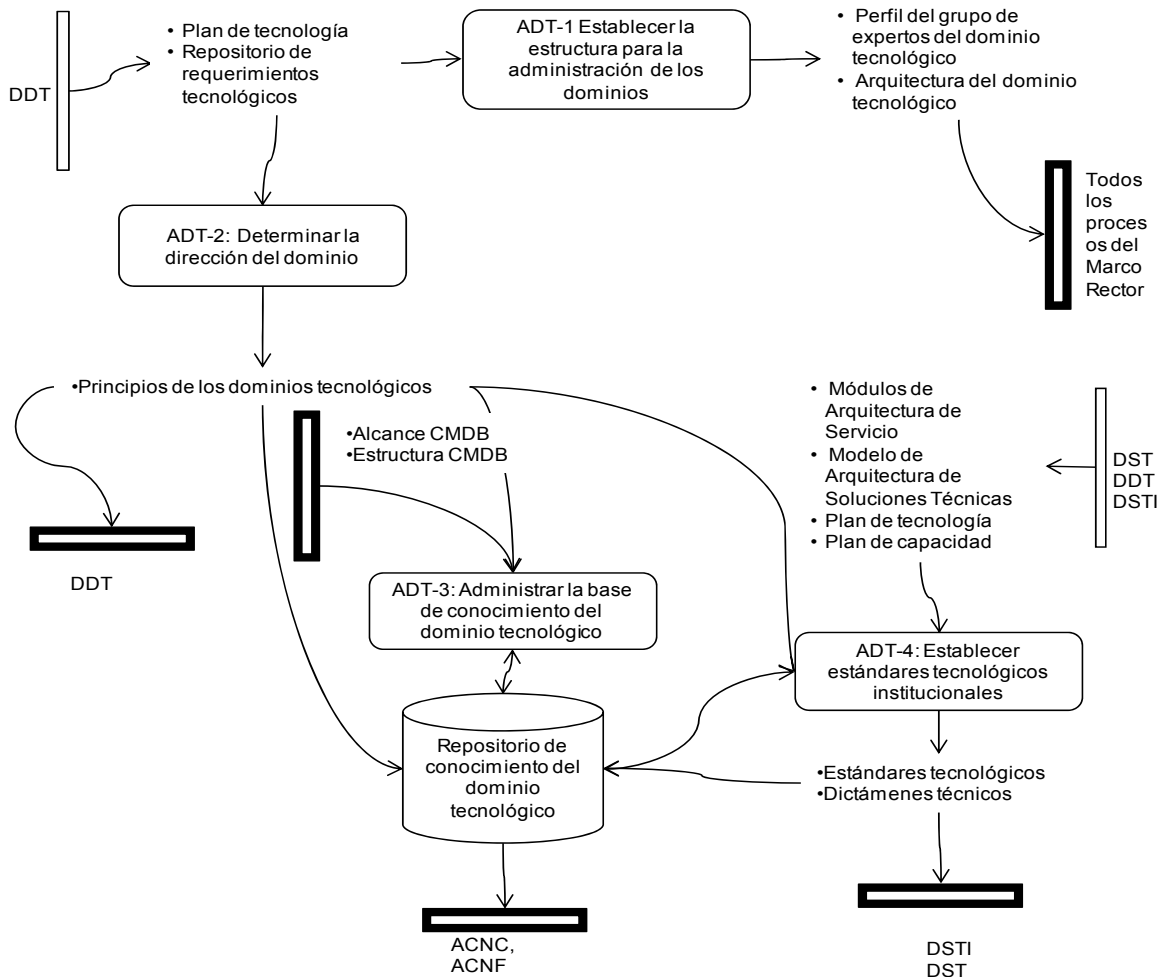 DDT
• Plan de tecnología
• Repositorio de
requerimientos
tecnológicos
ADT-1 Establecer la
estructura para la
administración de los
dominios
• Perfil del grupo de
expertos del dominio
tecnológico
• Arquitectura del dominio
tecnológico
Todos
los
proces
os del
Marco
Rector
ADT-2: Determinar la
dirección del dominio
•Principios de los dominios tecnológicos
•Alcance CMDB
•Estructura CMDB
DDT
• Módulos de
Arquitectura de
Servicio
• Modelo de
Arquitectura de
Soluciones Técnicas
• Plan de tecnología
• Plan de capacidad
DST
DDT
DSTI
ADT-3: Administrar la base
de conocimiento del
dominio tecnológico
ADT-4: Establecer
estándares tecnológicos
institucionales
Repositorio de
conocimiento del
dominio
tecnológico
•Estándares tecnológicos
•Dictámenes técnicos
ACNC,
ACNF
DSTI
DST